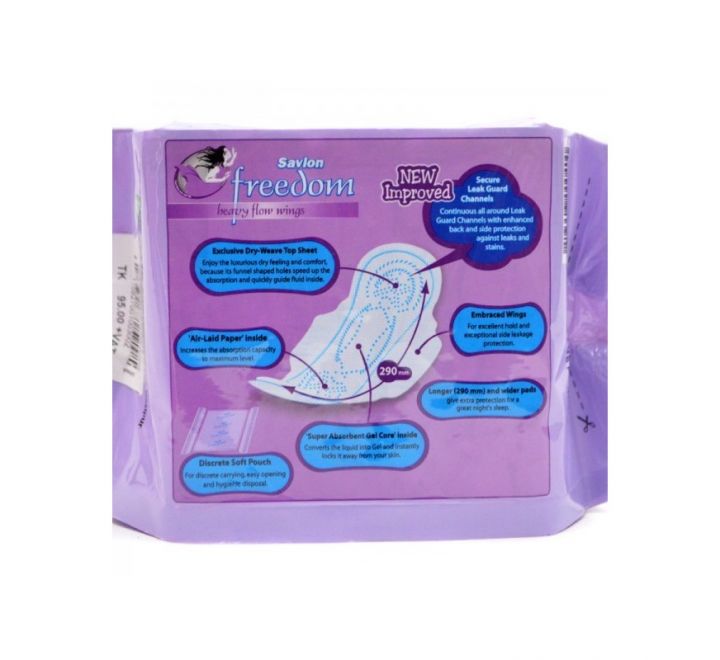 Savlon
freedom
heavy flow wings
NEW
Improved
Secure
Leak Guard
Channels
Continuous all around Leak
Guard Channels with enhanced
back and side protection
against leaks and
stains.
Exclusive Dry-Weave Top Sheet
Enjoy the luxurious dry feeling and comfort,
because its funnel shaped holes speed up the
absorption and quickly guide fluid inside.
Embraced Wings
For excellent hold and
exceptional side leakage
protection.
'Air-Laid Paper' inside
Increases the absorption capacity
to maximum level.
290 mm
Longer (290 mm) and wider pads
give extra protection for a
great night's sleep.
'Super Absorbent Gel Core' inside
Converts the liquid into Gel and instantly
locks it away from your skin.
Discrete Soft Pouch
For discrete carrying, easy opening
and hygienic disposal.
TK 95.00 +VAT